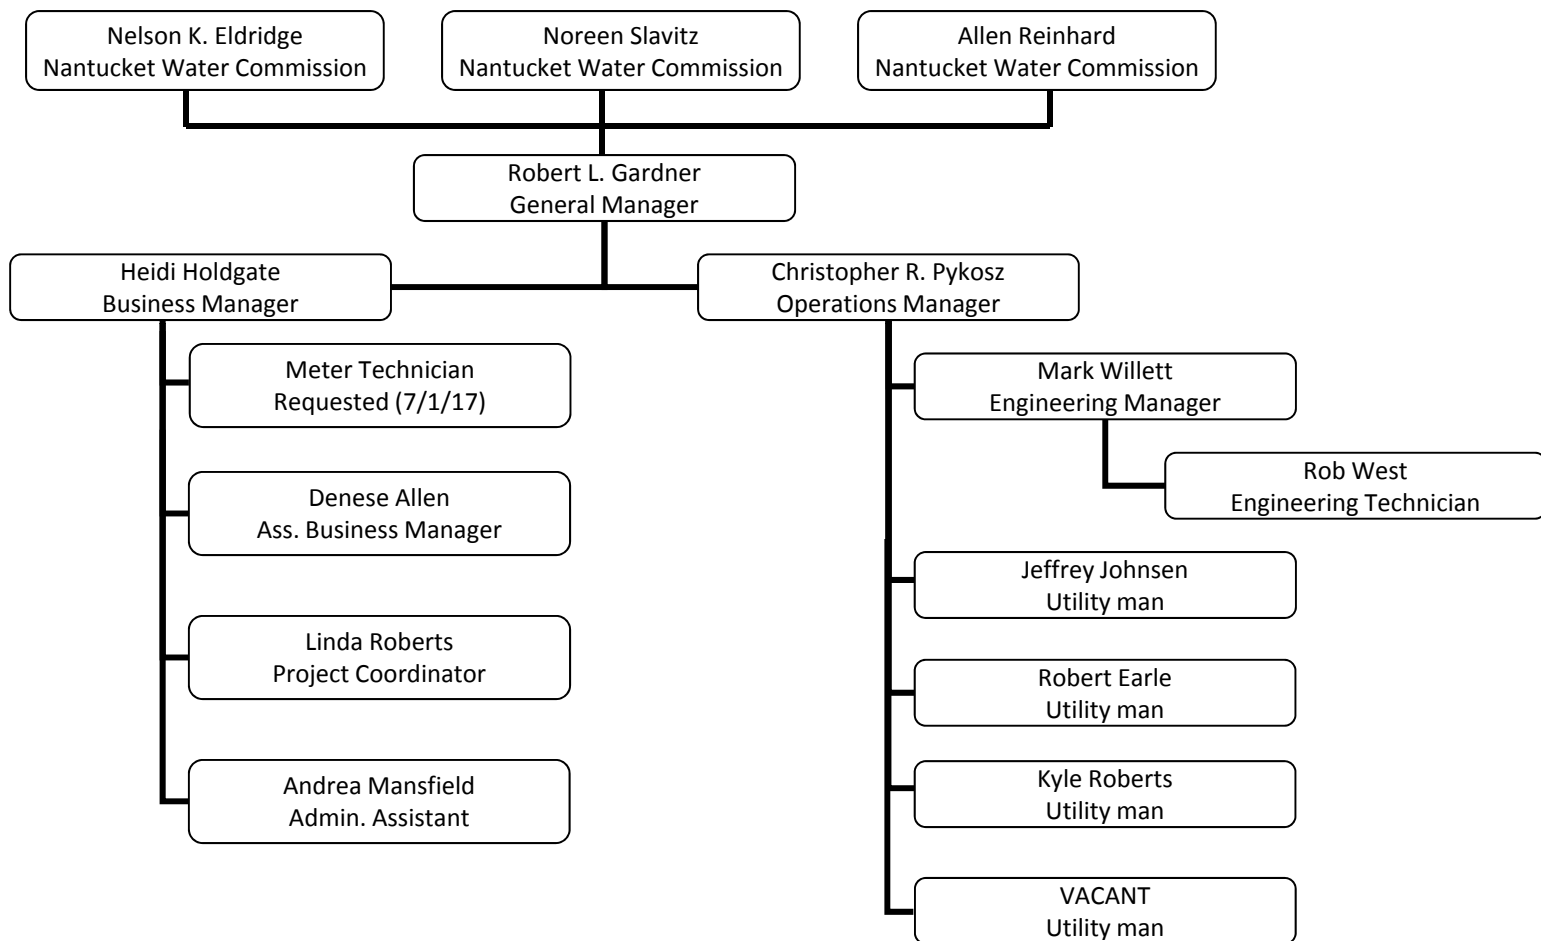 Nelson K. Eldridge
Nantucket Water Commission
Noreen Slavitz
Nantucket Water Commission
Allen Reinhard
Nantucket Water Commission
Robert L. Gardner
General Manager
Heidi Holdgate
Business Manager
Christopher R. Pykosz
Operations Manager
Meter Technician
Requested (7/1/17)
Denese Allen
Ass. Business Manager
Linda Roberts
Project Coordinator
Andrea Mansfield
Admin. Assistant
Mark Willett
Engineering Manager
Rob West
Engineering Technician
Jeffrey Johnsen
Utility man
Robert Earle
Utility man
Kyle Roberts
Utility man
VACANT
Utility man